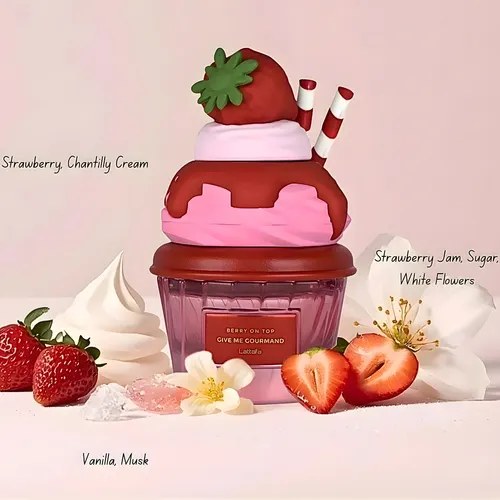 Strawberry, Chantilly Cream
Strawberry Jam, Sugar,
White Flowers
BERRY ON TOP
GIVE ME GOURMAND
Lattafa
Vanilla, Musk